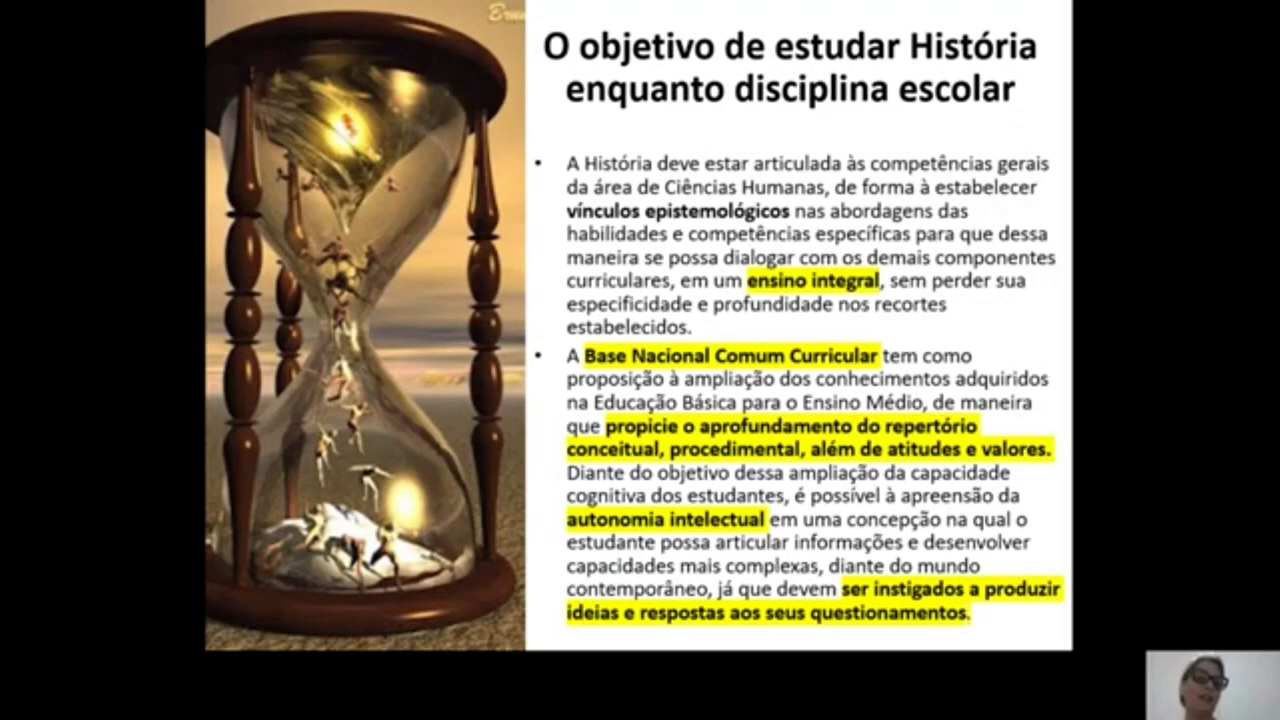 O objetivo de estudar História
enquanto disciplina escolar
• A História deve estar articulada às competências gerais
da área de Ciências Humanas, de forma à estabelecer
vínculos epistemológicos nas abordagens das
habilidades e competências específicas para que dessa
maneira se possa dialogar com os demais componentes
curriculares, em um ensino integral, sem perder sua
especificidade e profundidade nos recortes
estabelecidos.
• A Base Nacional Comum Curricular tem como
proposição à ampliação dos conhecimentos adquiridos
na Educação Básica para o Ensino Médio, de maneira
que propicie o aprofundamento do repertório
conceitual, procedimental, além de atitudes e valores.
Diante do objetivo dessa ampliação da capacidade
cognitiva dos estudantes, é possível à apreensão da
autonomia intelectual em uma concepção na qual o
estudante possa articular informações e desenvolver
capacidades mais complexas, diante do mundo
contemporâneo, já que devem ser instigados a produzir
ideias e respostas aos seus questionamentos.